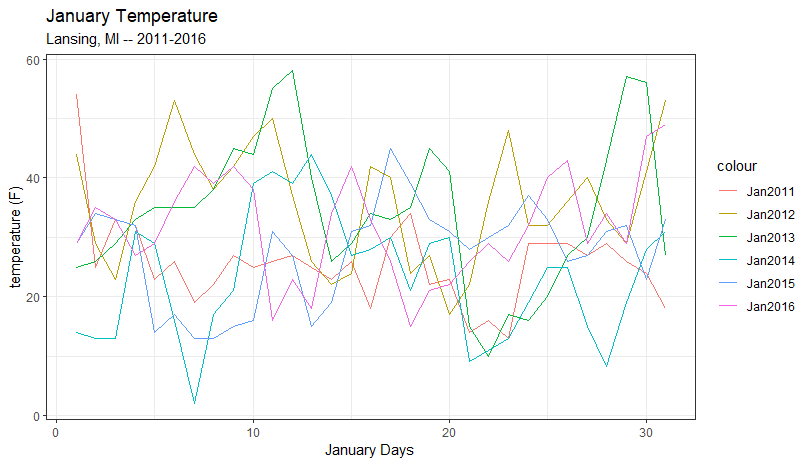 January Temperature
Lansing, MI -- 2011-2016
60
40
20
0
temperature (F)
0 10 20 30
January Days
colour
Jan2011
Jan2012
Jan2013
Jan2014
Jan2015
Jan2016